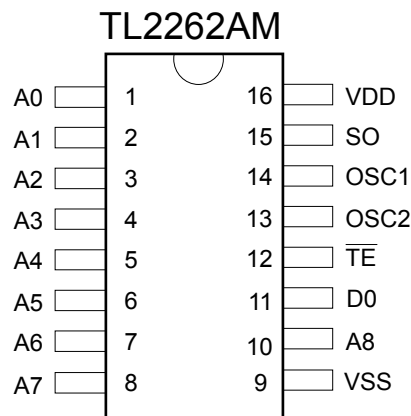 TL2262AM
A0 1 16 VDD
A1 2 15 SO
A2 3 14 OSC1
A3 4 13 OSC2
A4 5 12 T̅E̅
A5 6 11 D0
A6 7 10 A8
A7 8 9 VSS